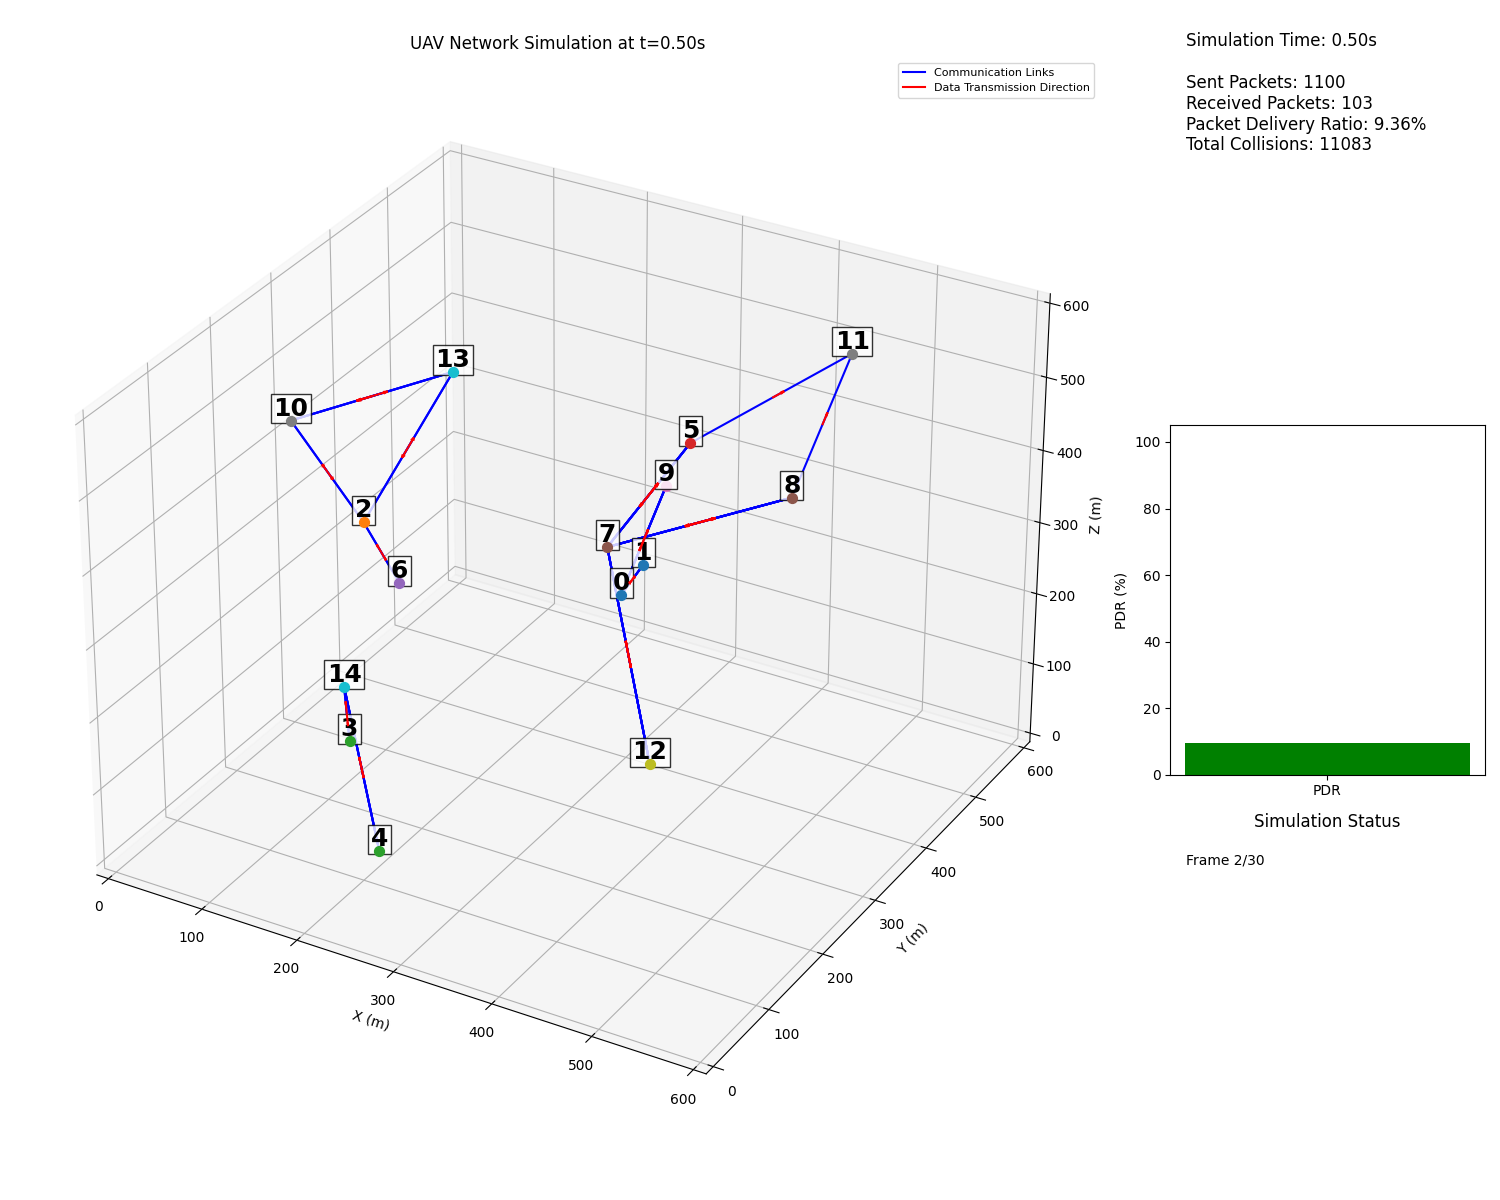 UAV Network Simulation at t=0.50s
Communication Links
Data Transmission Direction
Simulation Time: 0.50s
Sent Packets: 1100
Received Packets: 103
Packet Delivery Ratio: 9.36%
Total Collisions: 11083
13
10
2
6
14
3
4
11
5
9
8
7
1
0
12
0
100
200
300
400
500
600
X (m)
0
100
200
300
400
500
600
Y (m)
600
500
400
300
200
100
0
Z (m)
100
80
60
40
20
0
PDR (%)
PDR
Simulation Status
Frame 2/30